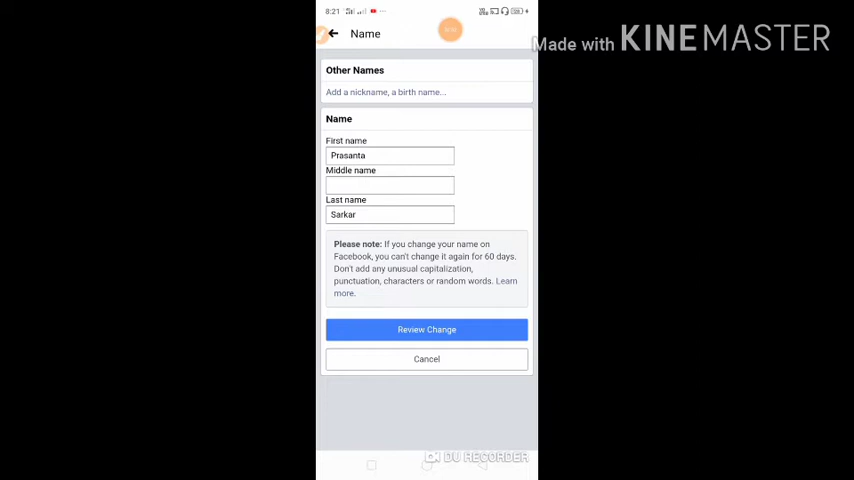 8:21
Name
Made with KINEMASTER
Other Names
Add a nickname, a birth name...
Name
First name
Prasanta
Middle name
Last name
Sarkar
Please note: If you change your name on
Facebook, you can't change it again for 60 days.
Don't add any unusual capitalization,
punctuation, characters or random words. Learn
more.
Review Change
Cancel
DU RECORDER